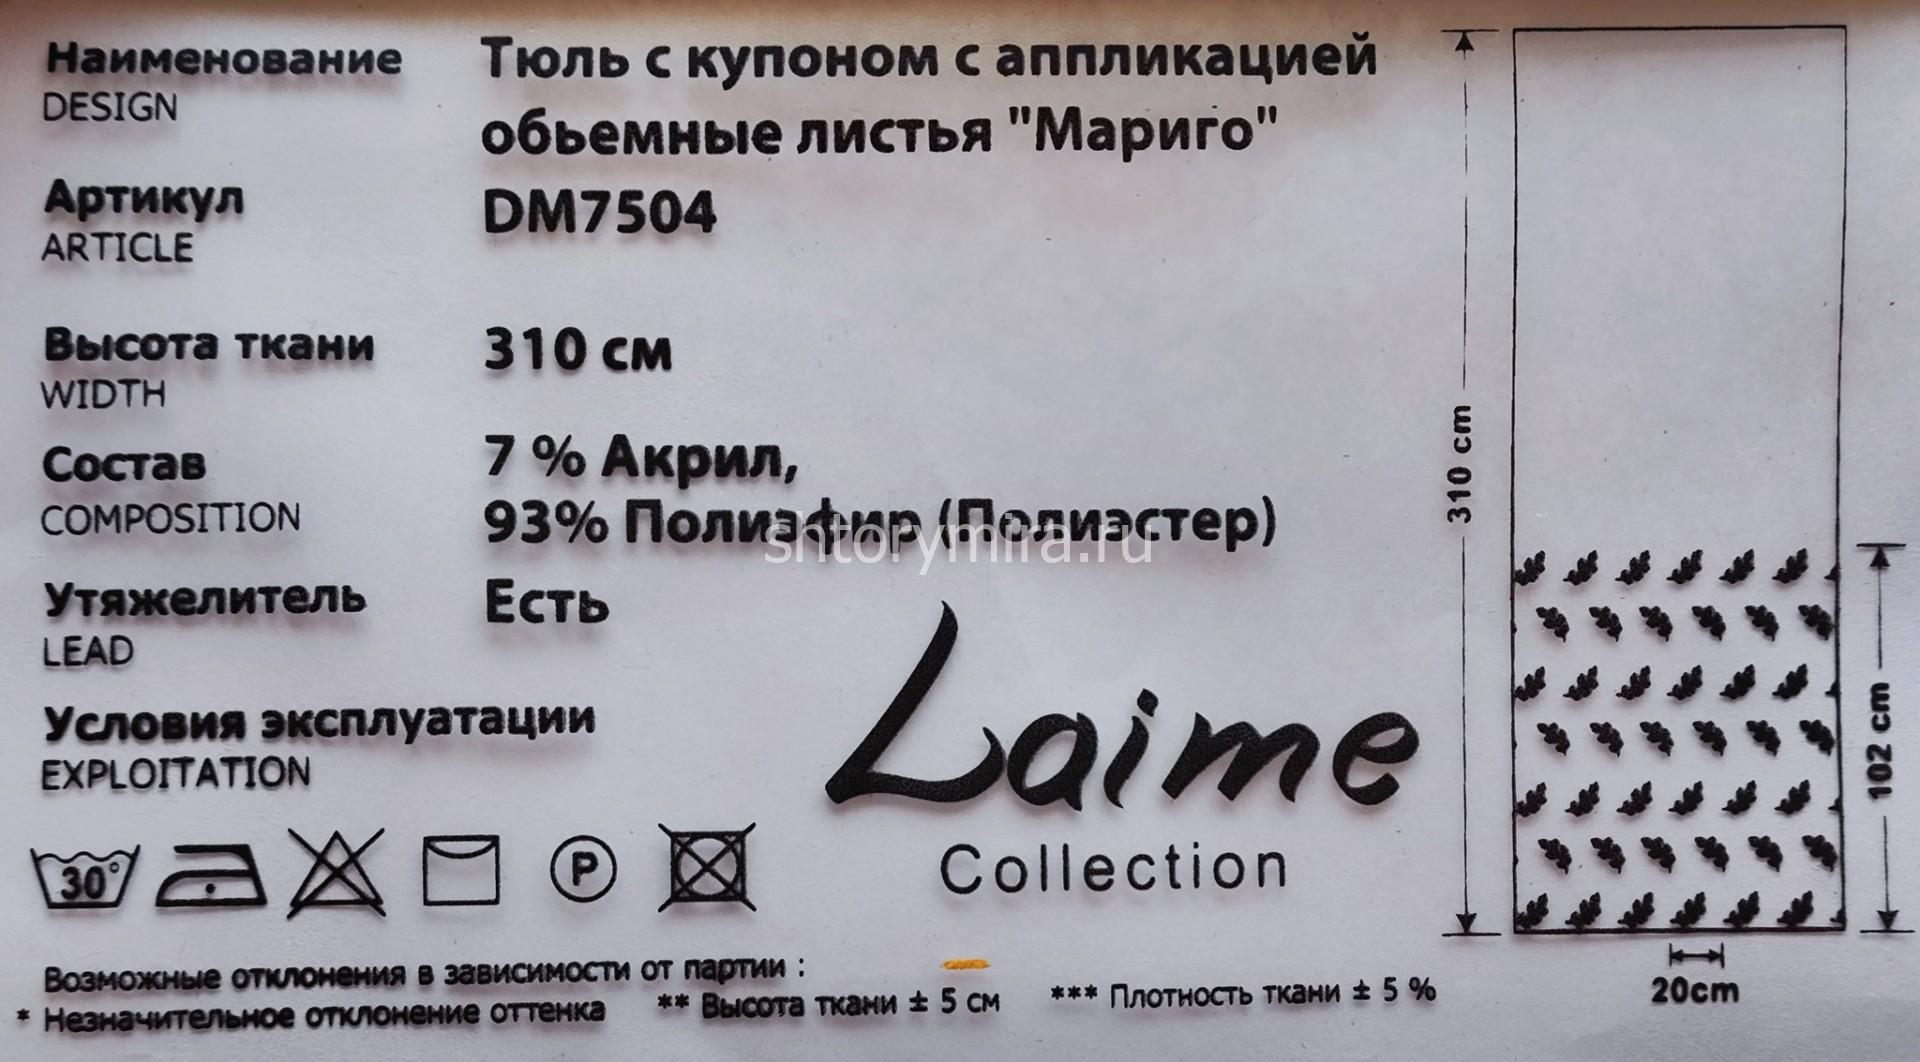 Наименование
DESIGN
Тюль с купоном с аппликацией
обьемные листья "Мариго"
Артикул
ARTICLE
DM7504
Высота ткани
WIDTH
310 см
Состав
COMPOSITION
7 % Акрил,
93% Полиафир (Полиэстер)
shtorymira.ru
Утяжелитель
LEAD
Есть
Условия эксплуатации
EXPLOITATION
30°
P
Laime
Collection
310 cm
102 cm
20cm
Возможные отклонения в зависимости от партии :
* Незначительное отклонение оттенка ** Высота ткани ± 5 см *** Плотность ткани ± 5 %